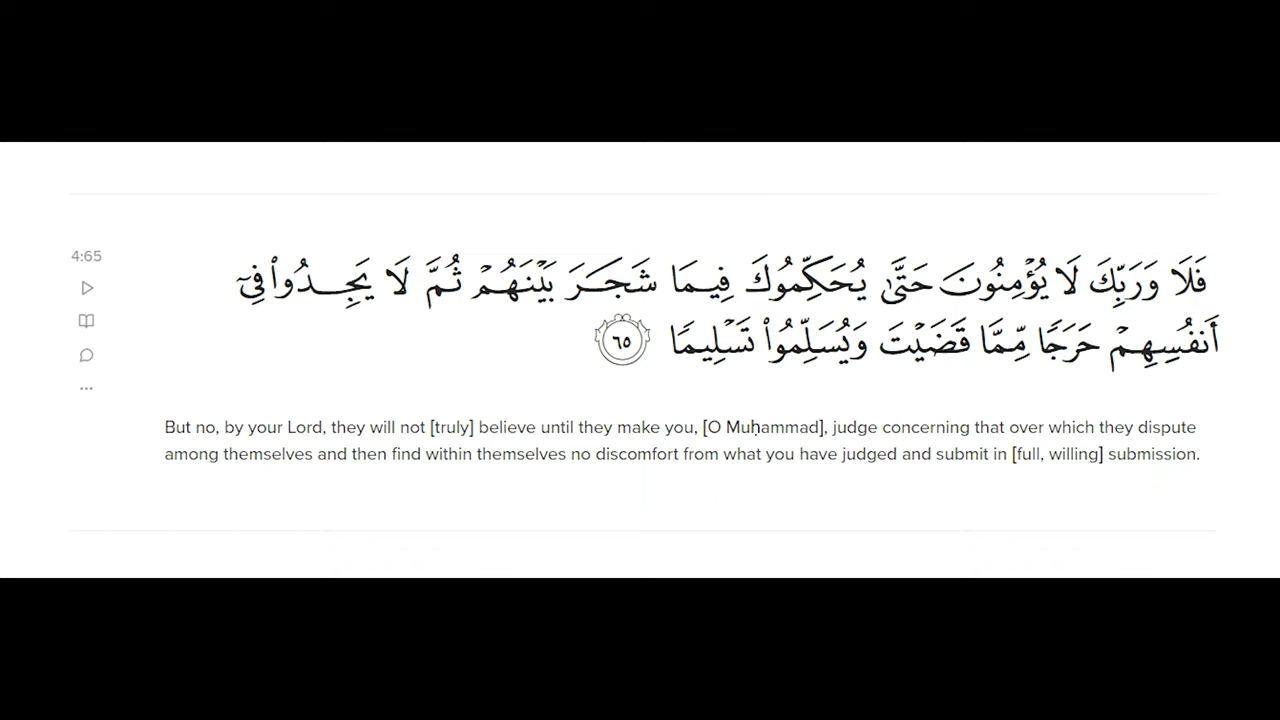 4:65
فَلَا وَرَبِّكَ لَا يُؤْمِنُونَ حَتَّىٰ يُحَكِّمُوكَ فِيمَا شَجَرَ بَيْنَهُمْ ثُمَّ لَا يَجِدُوا۟ فِىٓ
أَنفُسِهِمْ حَرَجًا مِّمَّا قَضَيْتَ وَيُسَلِّمُوا۟ تَسْلِيمًا ٦٥
But no, by your Lord, they will not [truly] believe until they make you, [O Muḥammad], judge concerning that over which they dispute
among themselves and then find within themselves no discomfort from what you have judged and submit in [full, willing] submission.